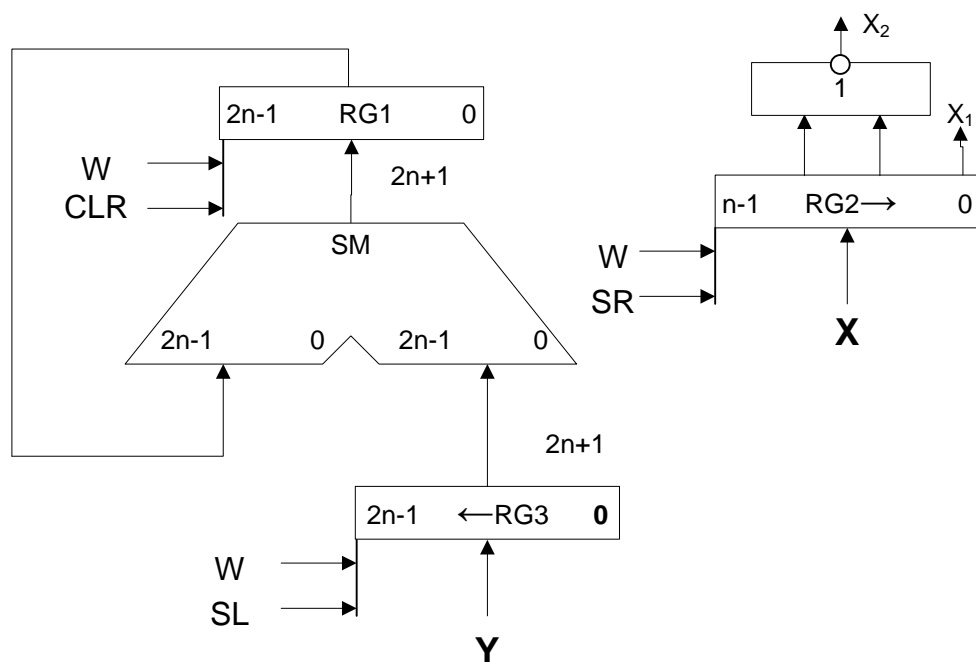 X₂
1
X₁
2n-1 RG1 0
W
CLR
2n+1
n-1 RG2→ 0
W
SR
X
SM
2n-1 0 2n-1 0
2n+1
2n-1 ←RG3 0
W
SL
Y